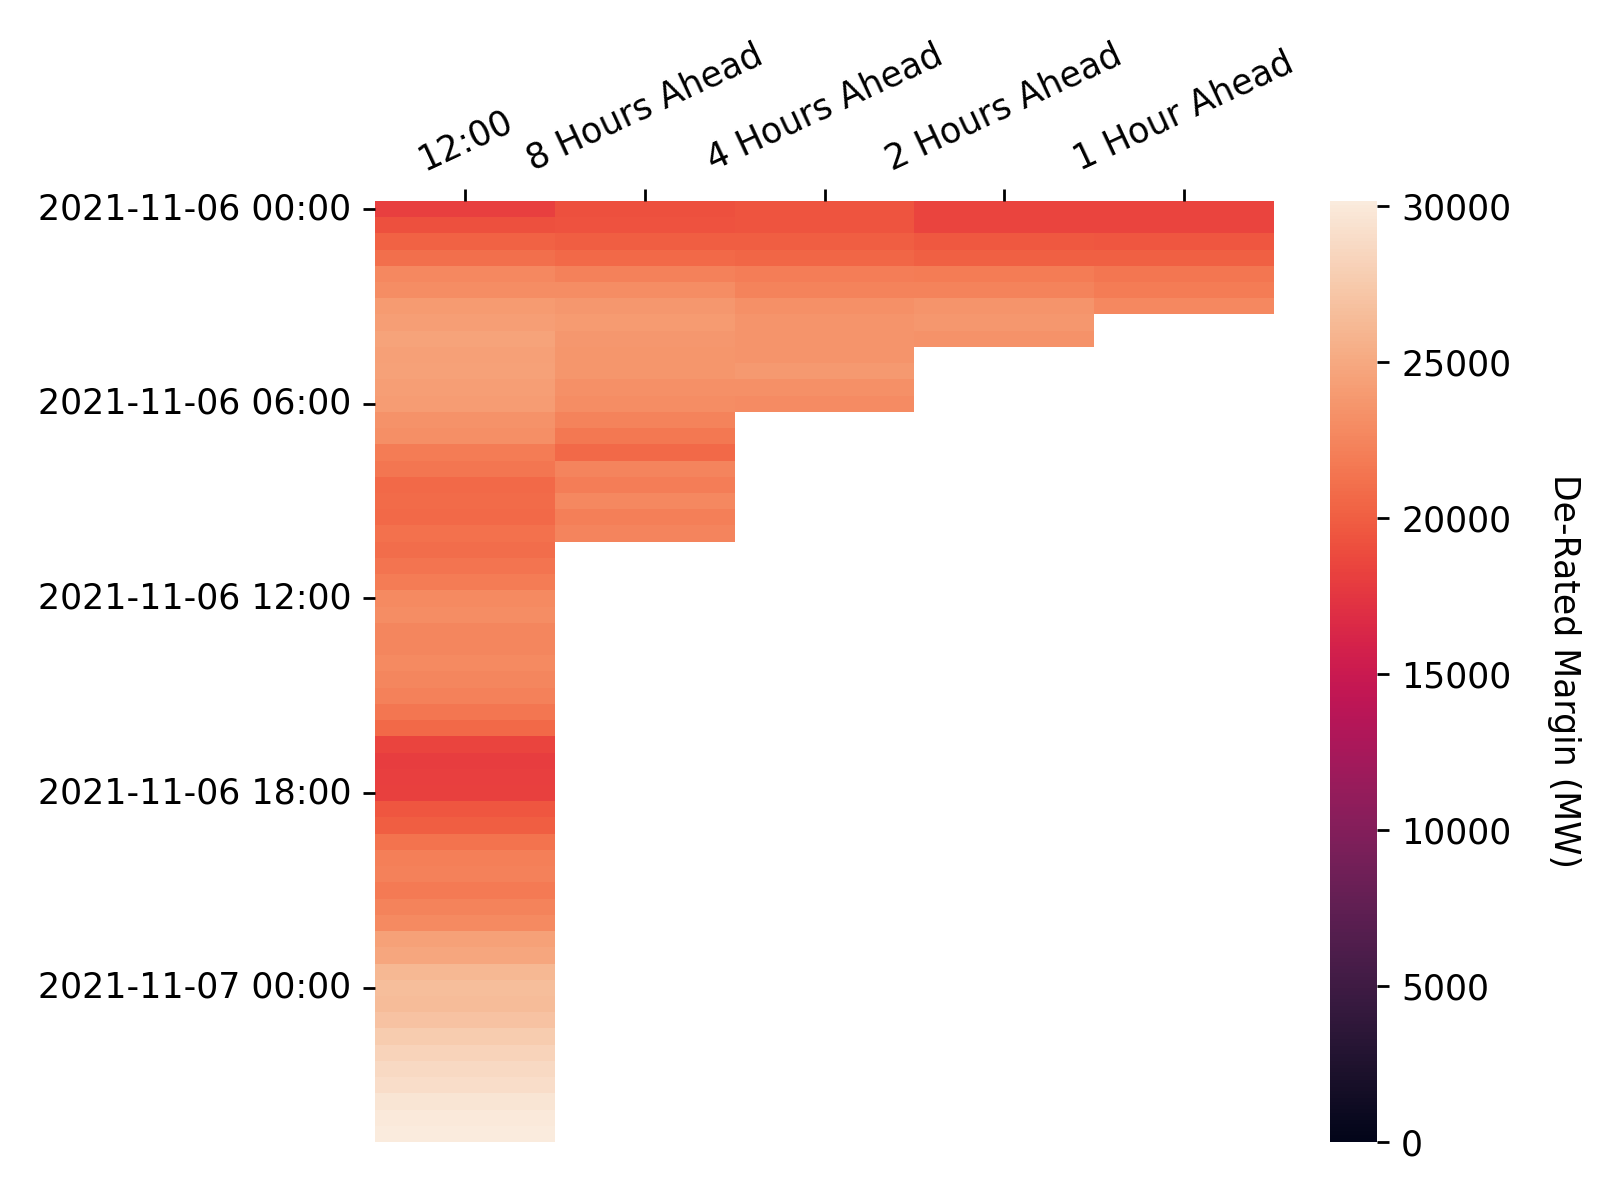 12:00
8 Hours Ahead
4 Hours Ahead
2 Hours Ahead
1 Hour Ahead
2021-11-06 00:00
2021-11-06 06:00
2021-11-06 12:00
2021-11-06 18:00
2021-11-07 00:00
30000
25000
20000
15000
10000
5000
0
De-Rated Margin (MW)